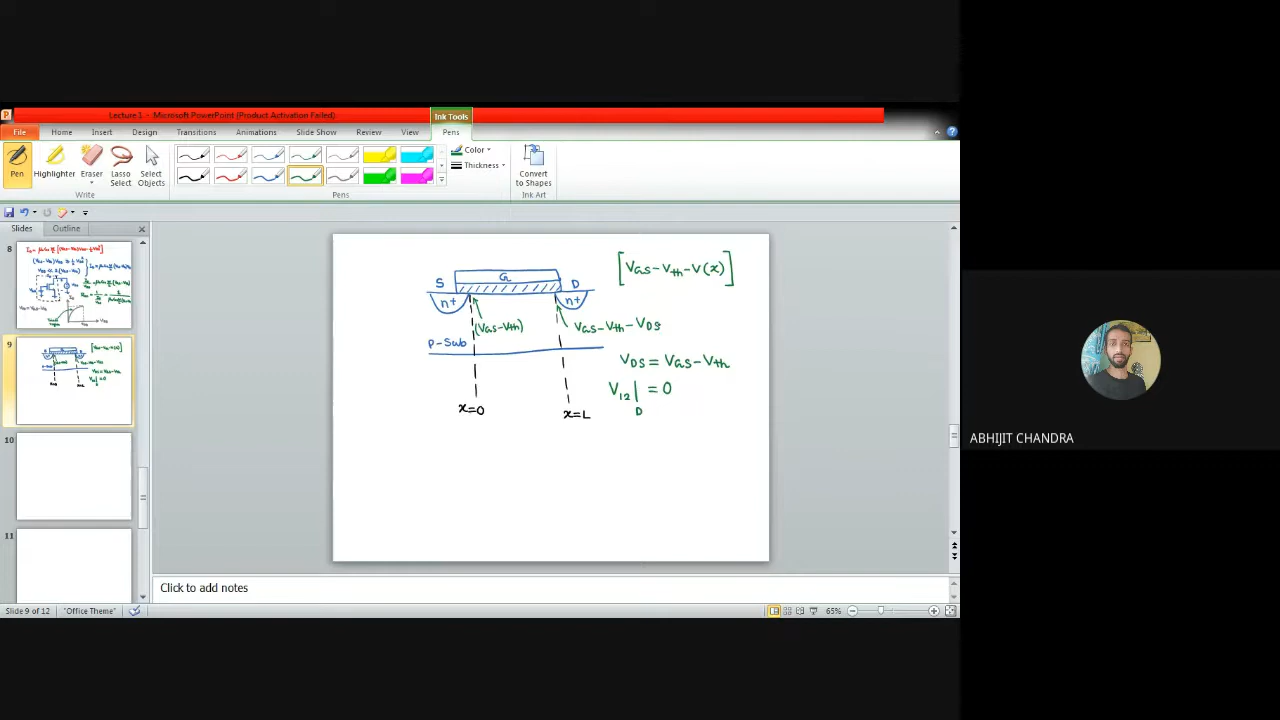 Lecture 1 - Microsoft PowerPoint (Product Activation Failed)
Ink Tools
File
Home
Insert
Design
Transitions
Animations
Slide Show
Review
View
Pens
Pen
Highlighter
Eraser
Lasso Select
Select Objects
Color
Thickness
Convert to Shapes
Write
Pens
Ink Art
Slides
Outline
8
9
10
11
S
G
D
n+
n+
[VGS-Vth-V(x)]
(VGS-Vth)
VGS-Vth-VDS
P-Sub
VDS = VGS-Vth
V12|D = 0
x=0
x=L
ABHIJIT CHANDRA
Click to add notes
Slide 9 of 12
"Office Theme"
65%